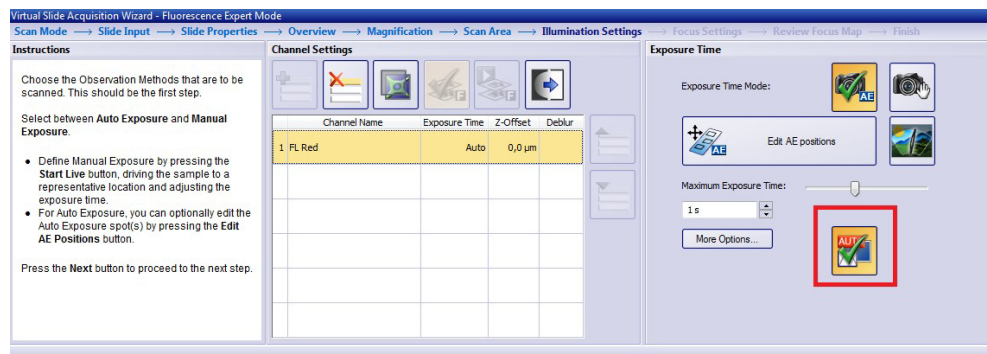 Virtual Slide Acquisition Wizard - Fluorescence Expert Mode
Scan Mode → Slide Input → Slide Properties → Overview → Magnification → Scan Area → Illumination Settings → Focus Settings → Review Focus Map → Finish
Instructions
Choose the Observation Methods that are to be
scanned. This should be the first step.
Select between Auto Exposure and Manual
Exposure.
• Define Manual Exposure by pressing the
Start Live button, driving the sample to a
representative location and adjusting the
exposure time.
• For Auto Exposure, you can optionally edit the
Auto Exposure spot(s) by pressing the Edit
AE Positions button.
Press the Next button to proceed to the next step.
Channel Settings
F
F
Channel Name Exposure Time Z-Offset Deblur
1 FL Red Auto 0,0 µm
Exposure Time
Exposure Time Mode:
AE
AE
Edit AE positions
Maximum Exposure Time:
1 s
More Options...
AUTO